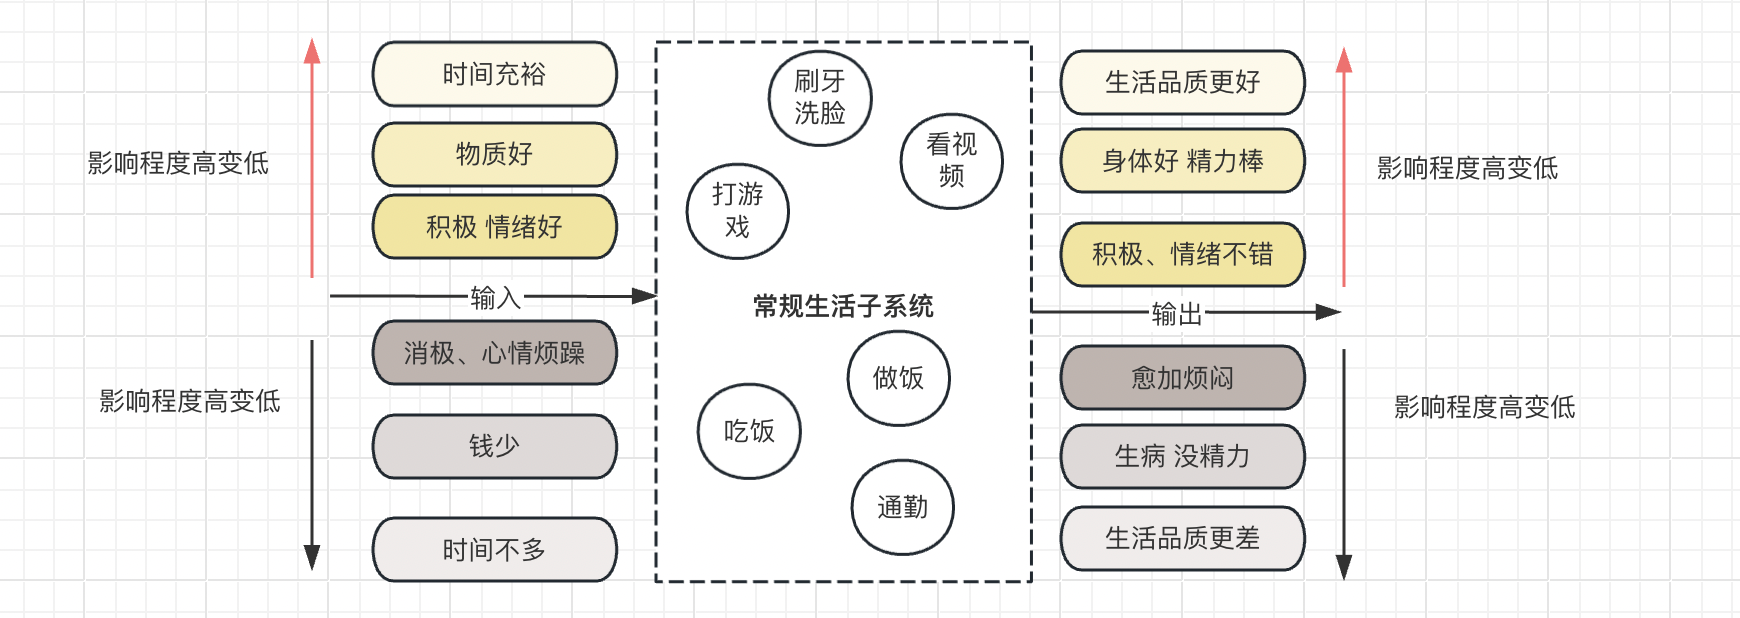 时间充裕
物质好
影响程度高变低
积极 情绪好
输入
消极、心情烦躁
影响程度高变低
钱少
时间不多
刷牙
洗脸
看视
频
打游
戏
常规生活子系统
做饭
吃饭
通勤
生活品质更好
身体好 精力棒
影响程度高变低
积极、情绪不错
输出
愈加烦闷
影响程度高变低
生病 没精力
生活品质更差